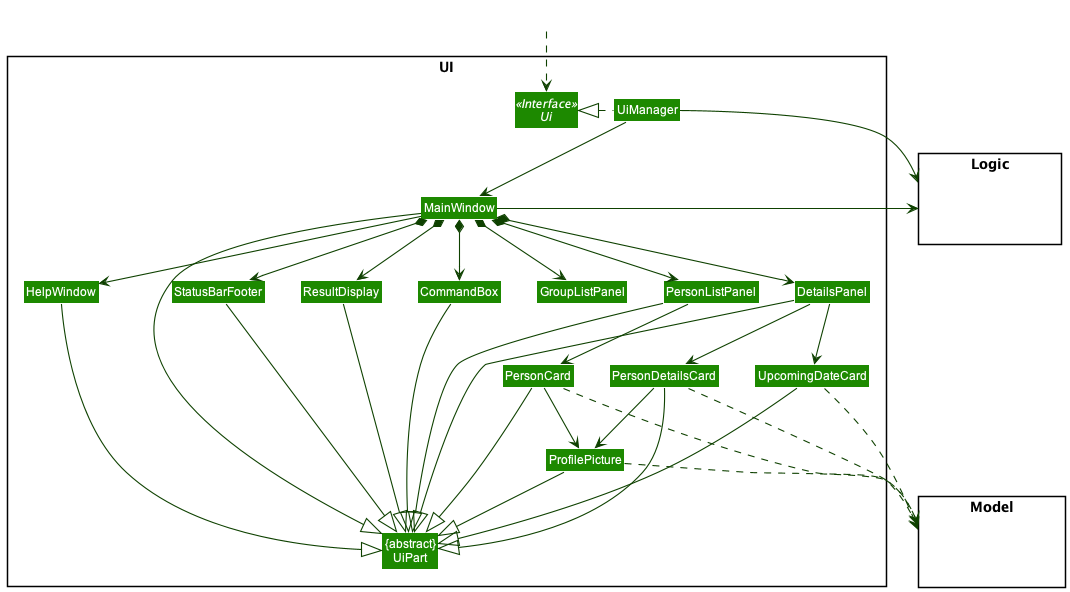 UI
«Interface»
Ui
UiManager
Logic
MainWindow
HelpWindow
StatusBarFooter
ResultDisplay
CommandBox
GroupListPanel
PersonListPanel
DetailsPanel
PersonCard
PersonDetailsCard
UpcomingDateCard
ProfilePicture
Model
{abstract}
UiPart